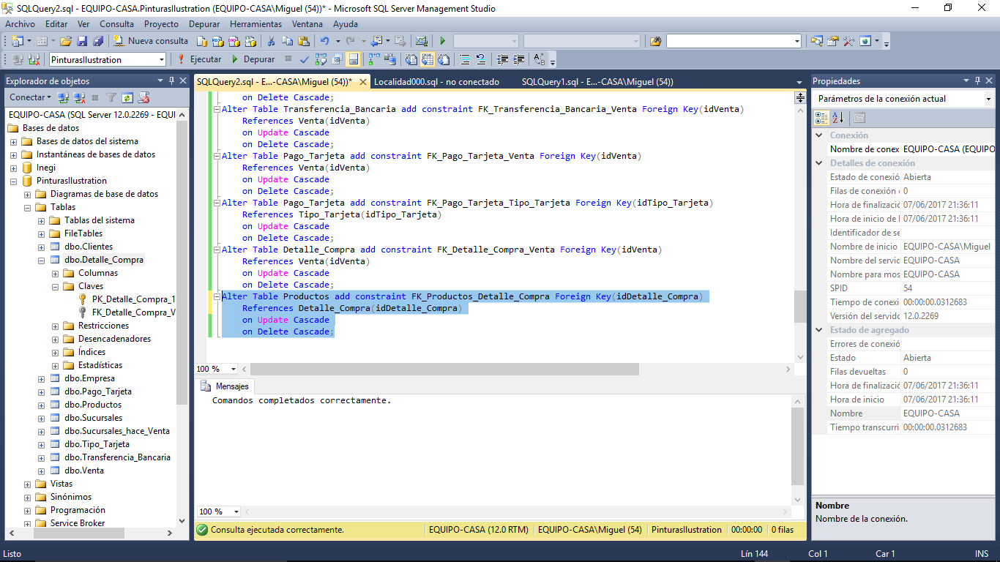 SQLQuery2.sql - EQUIPO-CASA.PinturasIlustration (EQUIPO-CASA\Miguel (54))* - Microsoft SQL Server Management Studio
Archivo Editar Ver Consulta Proyecto Depurar Herramientas Ventana Ayuda
Nueva consulta
PinturasIlustration Ejecutar Depurar
Explorador de objetos
Conectar
EQUIPO-CASA (SQL Server 12.0.2269 - EQUI
Bases de datos
Bases de datos del sistema
Instantáneas de bases de datos
Inegi
PinturasIlustration
Diagramas de base de datos
Tablas
Tablas del sistema
FileTables
dbo.Clientes
dbo.Detalle_Compra
Columnas
Claves
PK_Detalle_Compra_1
FK_Detalle_Compra_V
Restricciones
Desencadenadores
Índices
Estadísticas
dbo.Empresa
dbo.Pago_Tarjeta
dbo.Productos
dbo.Sucursales
dbo.Sucursales_hace_Venta
dbo.Tipo_Tarjeta
dbo.Transferencia_Bancaria
dbo.Venta
Vistas
Sinónimos
Programación
Service Broker
SQLQuery2.sql - E...-CASA\Miguel (54))* Localidad000.sql - no conectado SQLQuery1.sql - E...-CASA\Miguel (54))
on Delete Cascade;
Alter Table Transferencia_Bancaria add constraint FK_Transferencia_Bancaria_Venta Foreign Key(idVenta)
References Venta(idVenta)
on Update Cascade
on Delete Cascade;
Alter Table Pago_Tarjeta add constraint FK_Pago_Tarjeta_Venta Foreign Key(idVenta)
References Venta(idVenta)
on Update Cascade
on Delete Cascade;
Alter Table Pago_Tarjeta add constraint FK_Pago_Tarjeta_Tipo_Tarjeta Foreign Key(idTipo_Tarjeta)
References Tipo_Tarjeta(idTipo_Tarjeta)
on Update Cascade
on Delete Cascade;
Alter Table Detalle_Compra add constraint FK_Detalle_Compra_Venta Foreign Key(idVenta)
References Venta(idVenta)
on Update Cascade
on Delete Cascade;
Alter Table Productos add constraint FK_Productos_Detalle_Compra Foreign Key(idDetalle_Compra)
References Detalle_Compra(idDetalle_Compra)
on Update Cascade
on Delete Cascade;
100 %
Mensajes
Comandos completados correctamente.
100 %
Consulta ejecutada correctamente. EQUIPO-CASA (12.0 RTM) EQUIPO-CASA\Miguel (54) PinturasIlustration 00:00:00 0 filas
Propiedades
Parámetros de la conexión actual
Conexión
Nombre de conex EQUIPO-CASA (EQUIPO
Detalles de conexión
Estado de conexió Abierta
Filas de conexión 0
Hora de finalizació 07/06/2017 21:36:11
Hora de inicio de 07/06/2017 21:36:11
Identificador de se
Nombre de inicio EQUIPO-CASA\Miguel
Nombre del servid EQUIPO-CASA
Nombre para mos EQUIPO-CASA
SPID 54
Tiempo de conexi 00:00:00.0312683
Versión del servido 12.0.2269
Estado de agregado
Errores de conexió
Estado Abierta
Filas devueltas 0
Hora de finalizació 07/06/2017 21:36:11
Hora de inicio 07/06/2017 21:36:11
Nombre EQUIPO-CASA
Tiempo transcurri 00:00:00.0312683
Nombre
Nombre de la conexión.
Listo Lín 144 Col 1 Car 1 INS